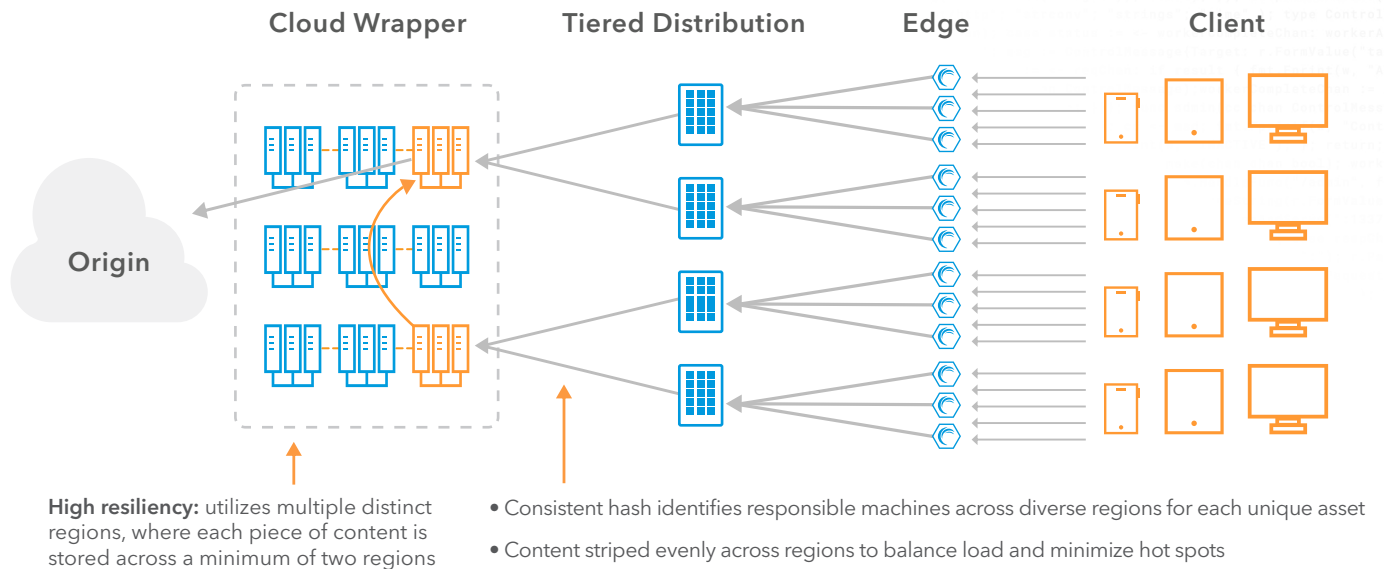 Cloud Wrapper
Tiered Distribution
Edge
Client
type Control
Origin
High resiliency: utilizes multiple distinct
regions, where each piece of content is
stored across a minimum of two regions
• Consistent hash identifies responsible machines across diverse regions for each unique asset
• Content striped evenly across regions to balance load and minimize hot spots